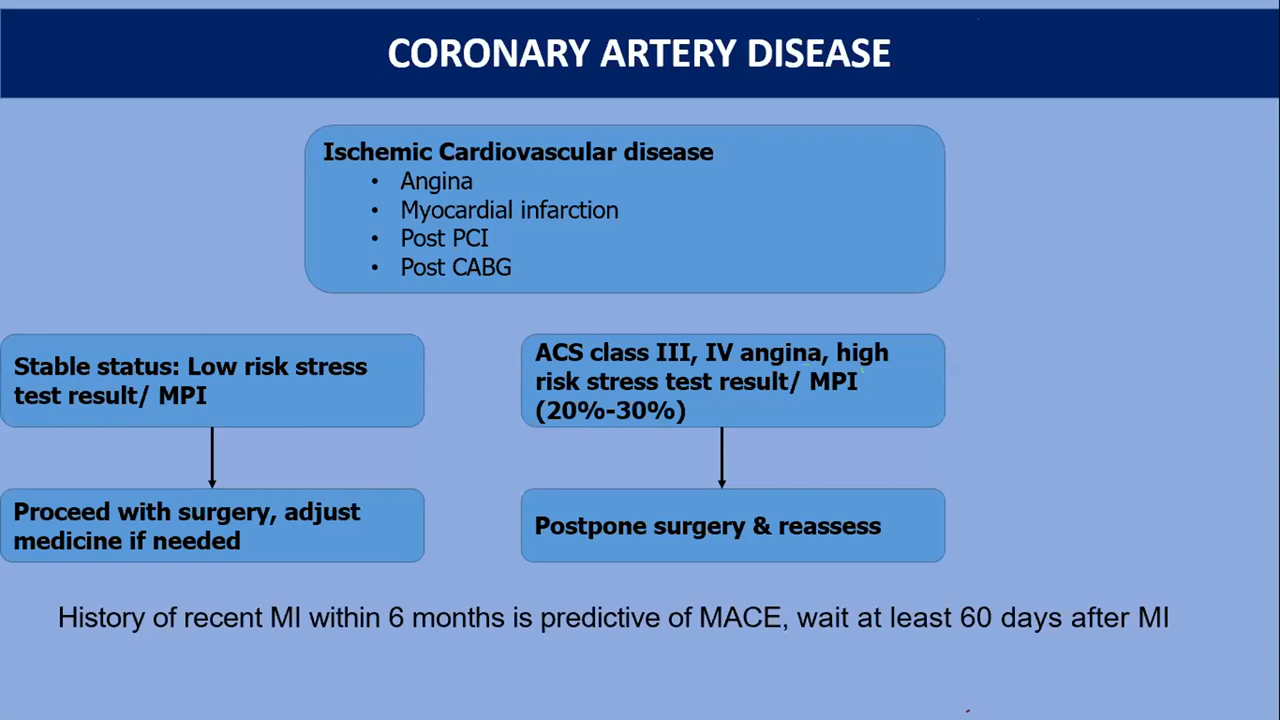 CORONARY ARTERY DISEASE
Ischemic Cardiovascular disease
• Angina
• Myocardial infarction
• Post PCI
• Post CABG
Stable status: Low risk stress
test result/ MPI
ACS class III, IV angina, high
risk stress test result/ MPI
(20%-30%)
Proceed with surgery, adjust
medicine if needed
Postpone surgery & reassess
History of recent MI within 6 months is predictive of MACE, wait at least 60 days after MI